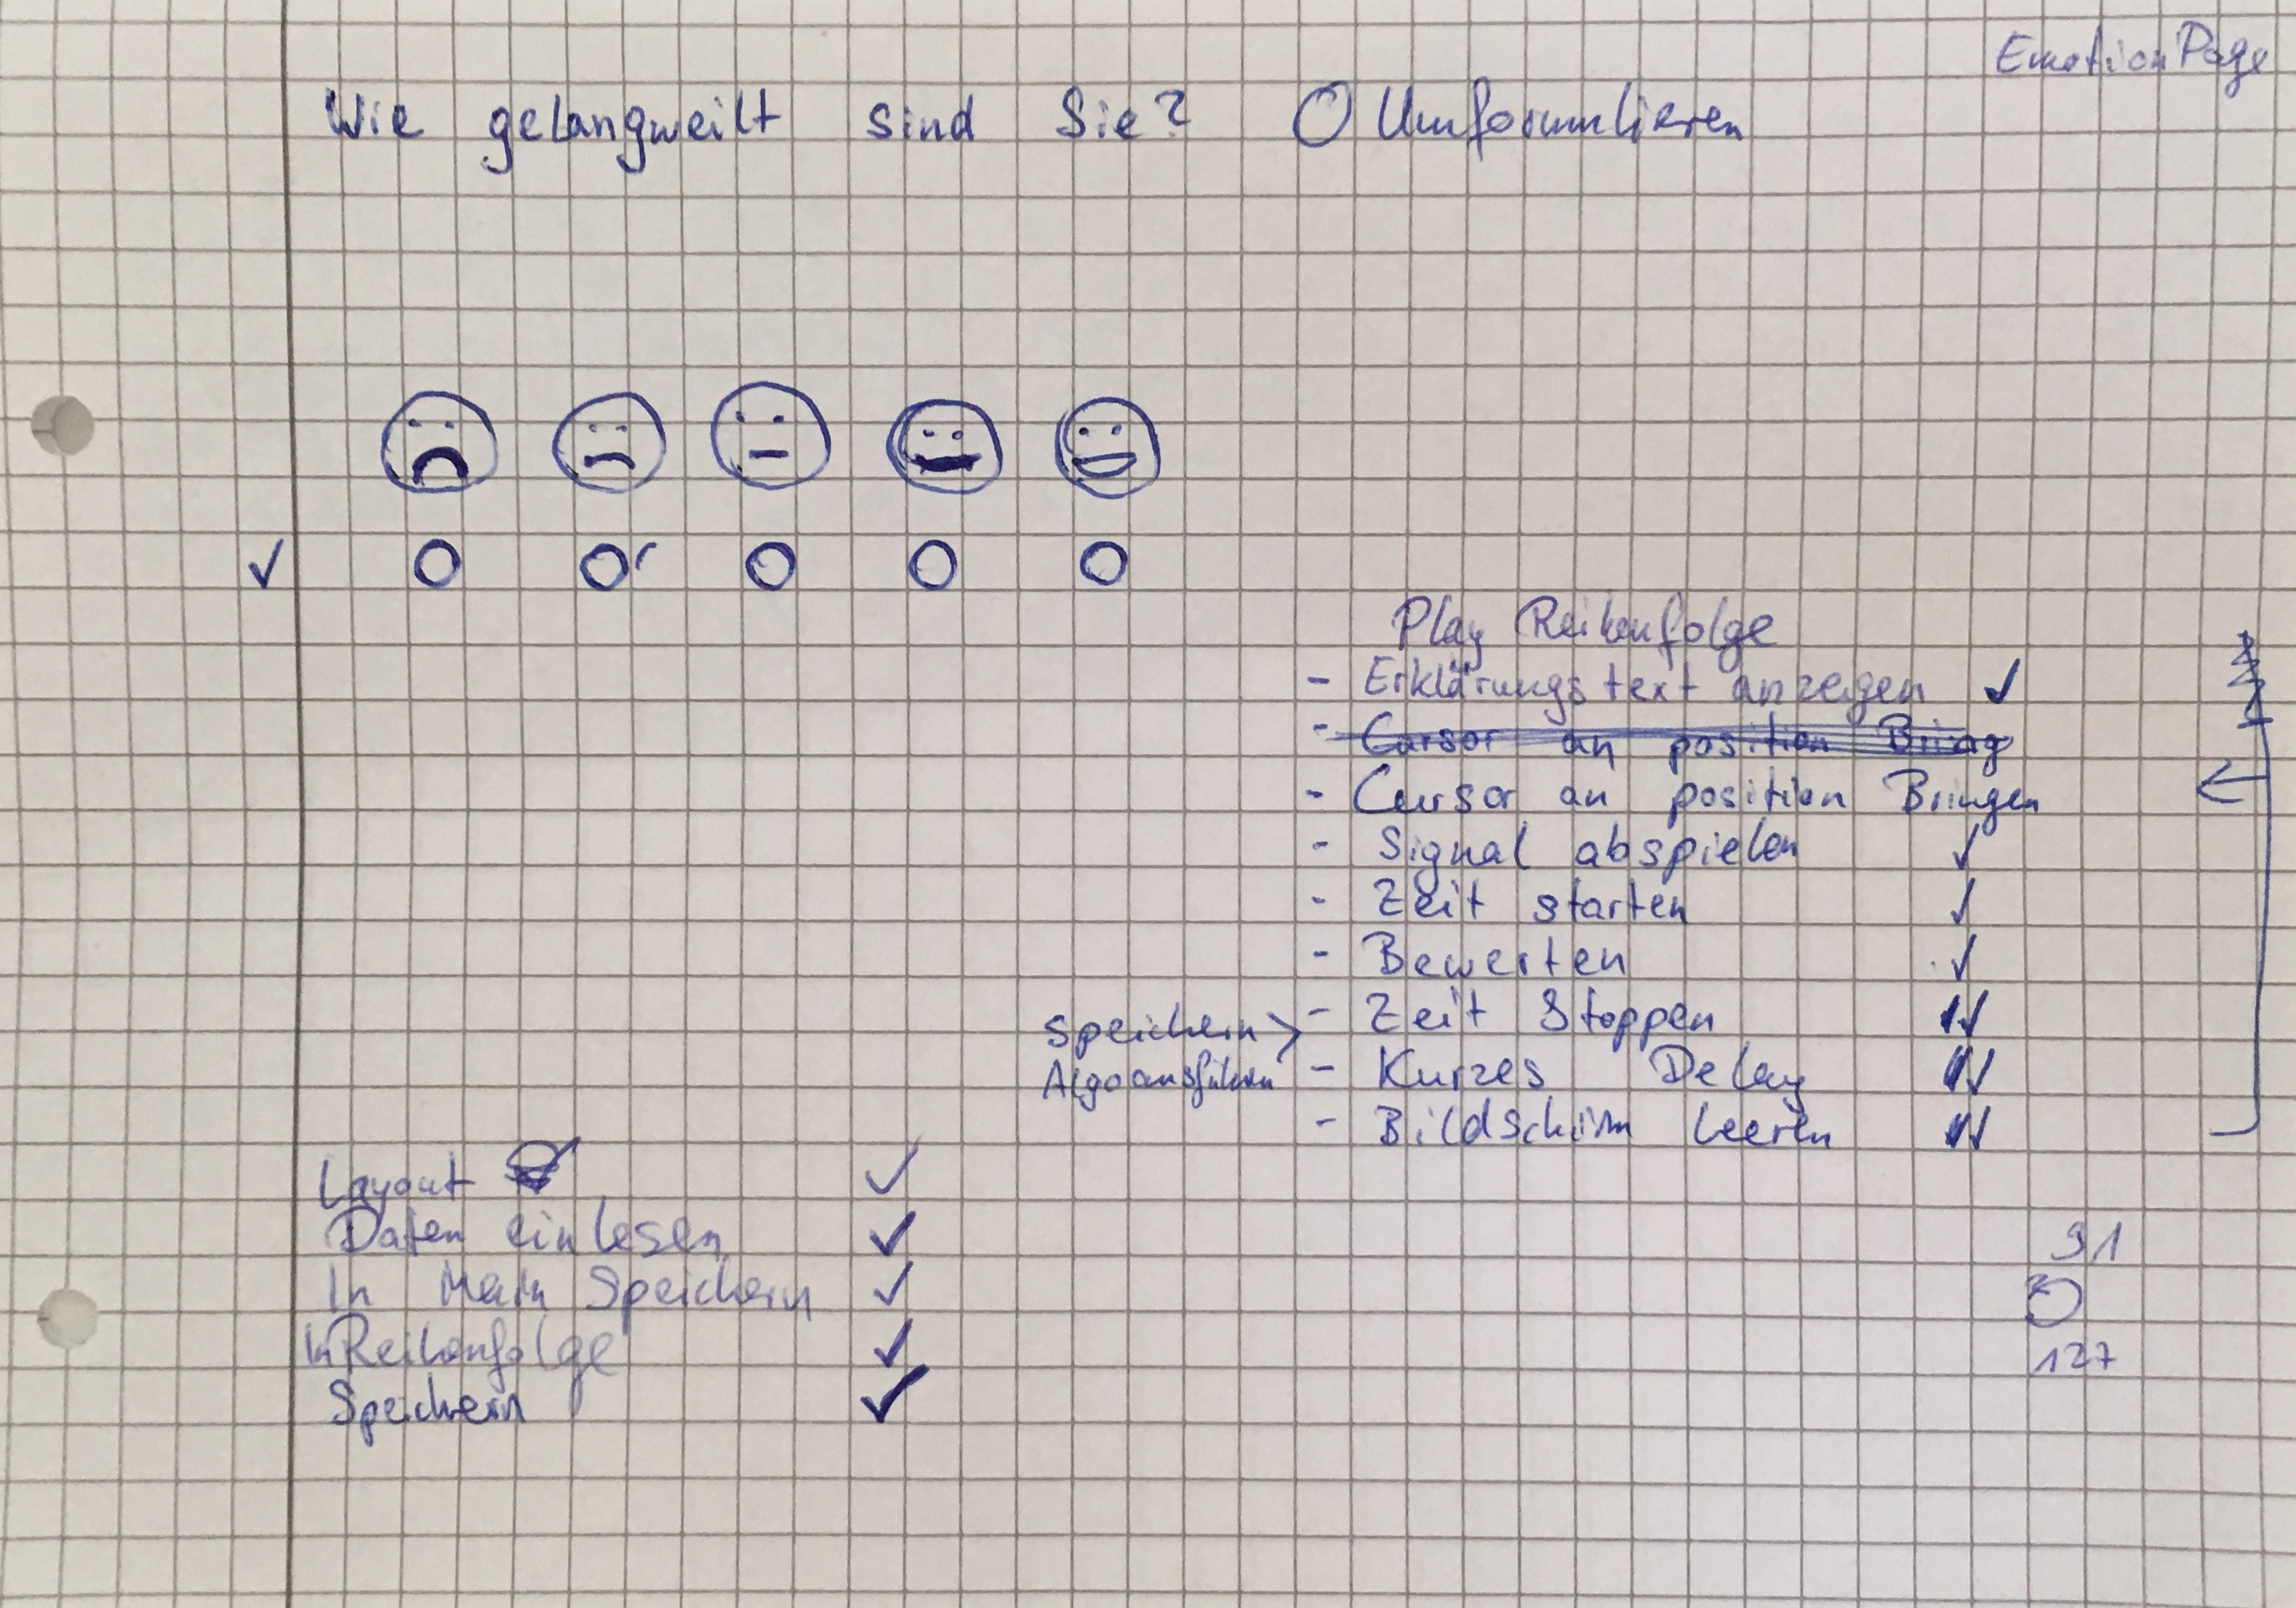 EmotionPage
Wie gelangweilt sind Sie? O Umformulieren
✓ O O O O O
Play Reihenfolge
- Erklärungstext anzeigen ✓
- Cursor an position Bring
- Cursor an position Bringen
- Signal abspielen ✓
- Zeit starten ✓
- Bewerten ✓
Speichern > - Zeit Stoppen ✓
Algo ausführen - Kurzes Delay ✓
- Bildschirm leeren ✓
Layout ✓
Daten einlesen ✓
In Main Speichern ✓
In Reihenfolge ✓
Speichern ✓
91
127